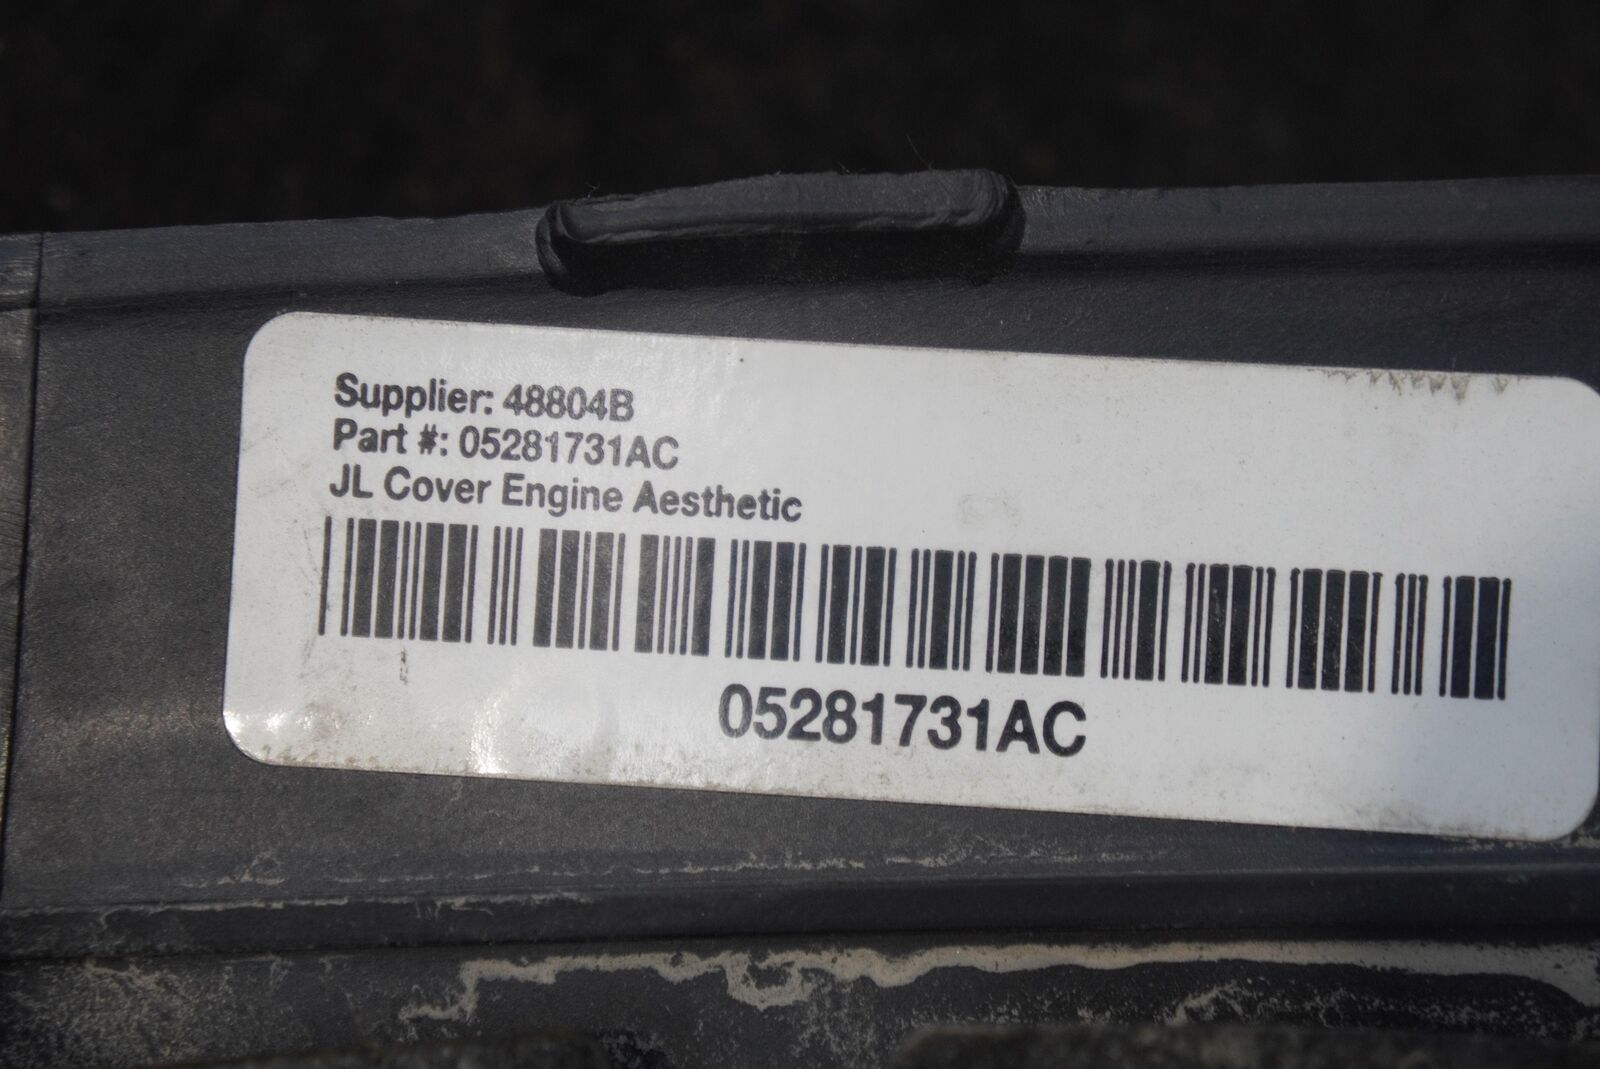 Supplier: 48804B
Part #: 05281731AC
JL Cover Engine Aesthetic
05281731AC